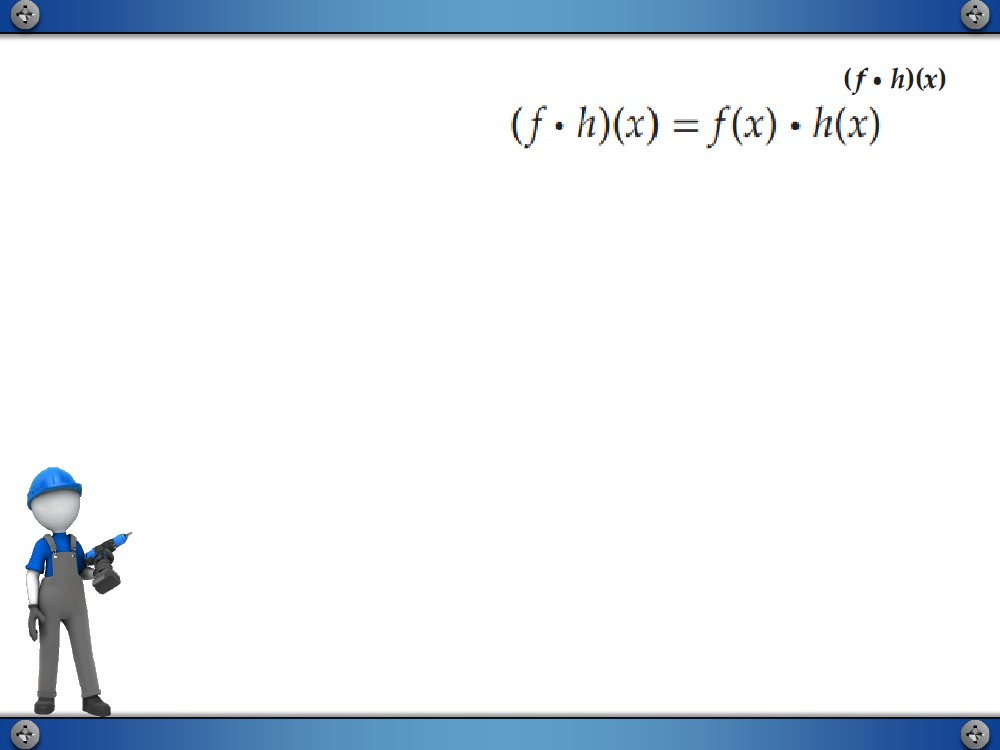 (f • h)(x)
(f • h)(x) = f(x) • h(x)